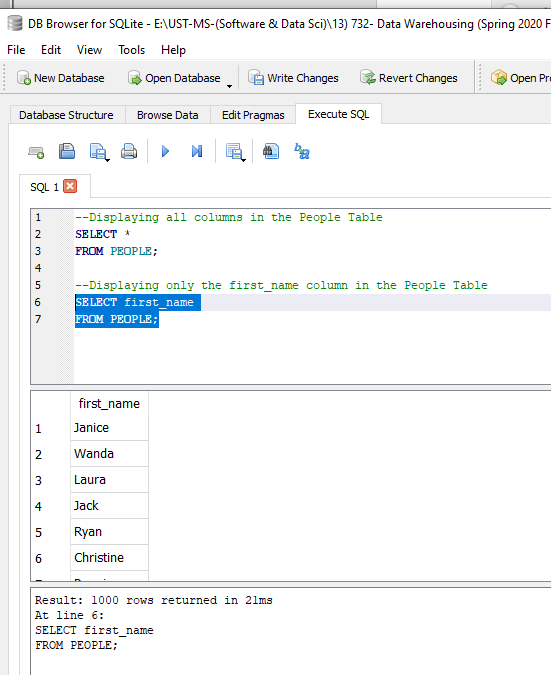 DB Browser for SQLite - E:\UST-MS-(Software & Data Sci)\13) 732- Data Warehousing (Spring 2020 F
File Edit View Tools Help
New Database Open Database Write Changes Revert Changes Open Pr
Database Structure Browse Data Edit Pragmas Execute SQL
SQL 1
1 --Displaying all columns in the People Table
2 SELECT *
3 FROM PEOPLE;
4
5 --Displaying only the first_name column in the People Table
6 SELECT first_name
7 FROM PEOPLE;
first_name
1 Janice
2 Wanda
3 Laura
4 Jack
5 Ryan
6 Christine
Result: 1000 rows returned in 21ms
At line 6:
SELECT first_name
FROM PEOPLE;